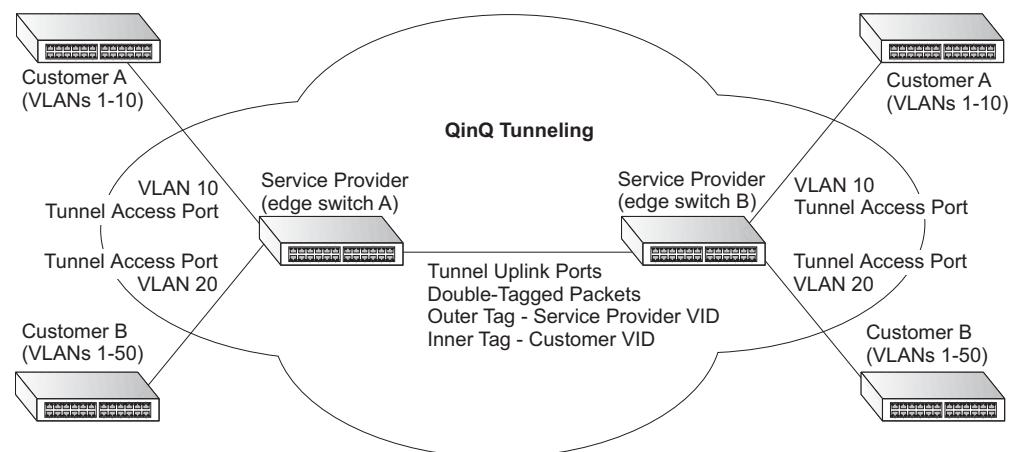 Customer A
(VLANs 1-10)
Customer A
(VLANs 1-10)
QinQ Tunneling
VLAN 10
Tunnel Access Port
Service Provider
(edge switch A)
Service Provider
(edge switch B)
VLAN 10
Tunnel Access Port
Tunnel Access Port
VLAN 20
Tunnel Uplink Ports
Double-Tagged Packets
Outer Tag - Service Provider VID
Inner Tag - Customer VID
Tunnel Access Port
VLAN 20
Customer B
(VLANs 1-50)
Customer B
(VLANs 1-50)